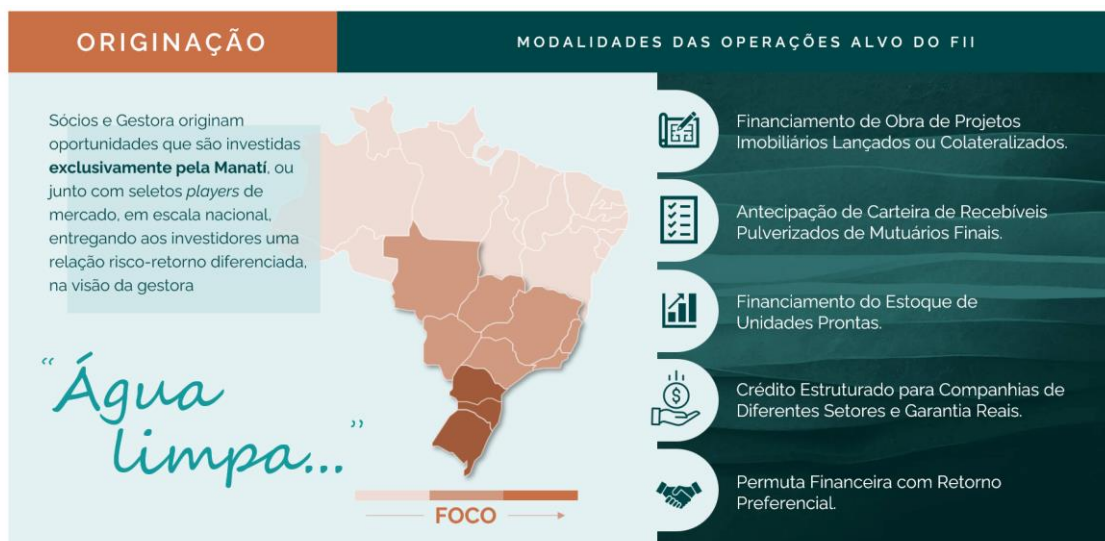 ORIGINAÇÃO
MODALIDADES DAS OPERAÇÕES ALVO DO FII
Sócios e Gestora originam
oportunidades que são investidas
exclusivamente pela Manatí, ou
junto com seletos players de
mercado, em escala nacional,
entregando aos investidores uma
relação risco-retorno diferenciada,
na visão da gestora
“Água
limpa...”
FOCO
Financiamento de Obra de Projetos
Imobiliários Lançados ou Colateralizados.
Antecipação de Carteira de Recebíveis
Pulverizados de Mutuários Finais.
Financiamento do Estoque de
Unidades Prontas.
Crédito Estruturado para Companhias de
Diferentes Setores e Garantia Reais.
Permuta Financeira com Retorno
Preferencial.